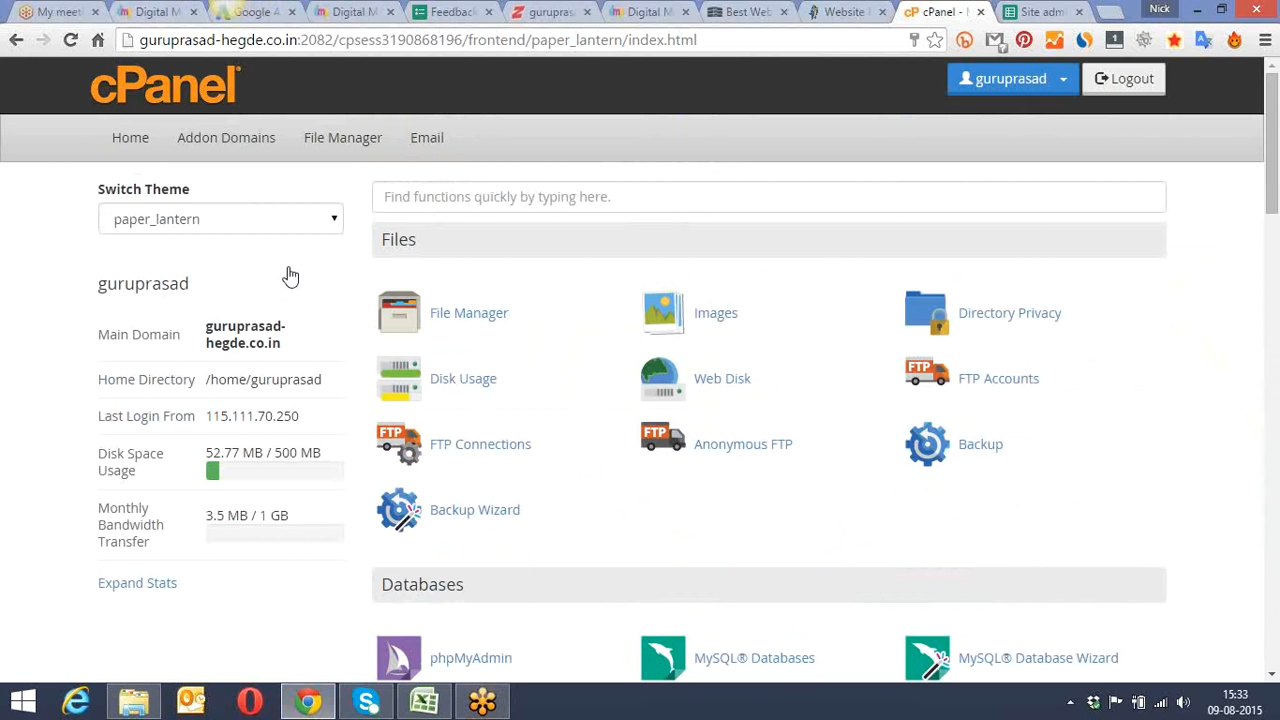 My mee
Digital M
Google A
Digital M
Feedback
gurupras
Digital M
Best Web
Website
cPanel -
Site adm
Nick
guruprasad-hegde.co.in:2082/cpsess3190868196/frontend/paper_lantern/index.html
cPanel
guruprasad
Logout
Home
Addon Domains
File Manager
Email
Switch Theme
paper_lantern
Find functions quickly by typing here.
Files
guruprasad
Main Domain
guruprasad-
hegde.co.in
Home Directory
/home/guruprasad
Last Login From
115.111.70.250
Disk Space
Usage
52.77 MB / 500 MB
Monthly
Bandwidth
Transfer
3.5 MB / 1 GB
Expand Stats
File Manager
Images
Directory Privacy
Disk Usage
Web Disk
FTP
FTP Accounts
FTP
FTP Connections
FTP
Anonymous FTP
Backup
Backup Wizard
Databases
phpMyAdmin
MySQL® Databases
MySQL® Database Wizard
15:33
09-08-2015